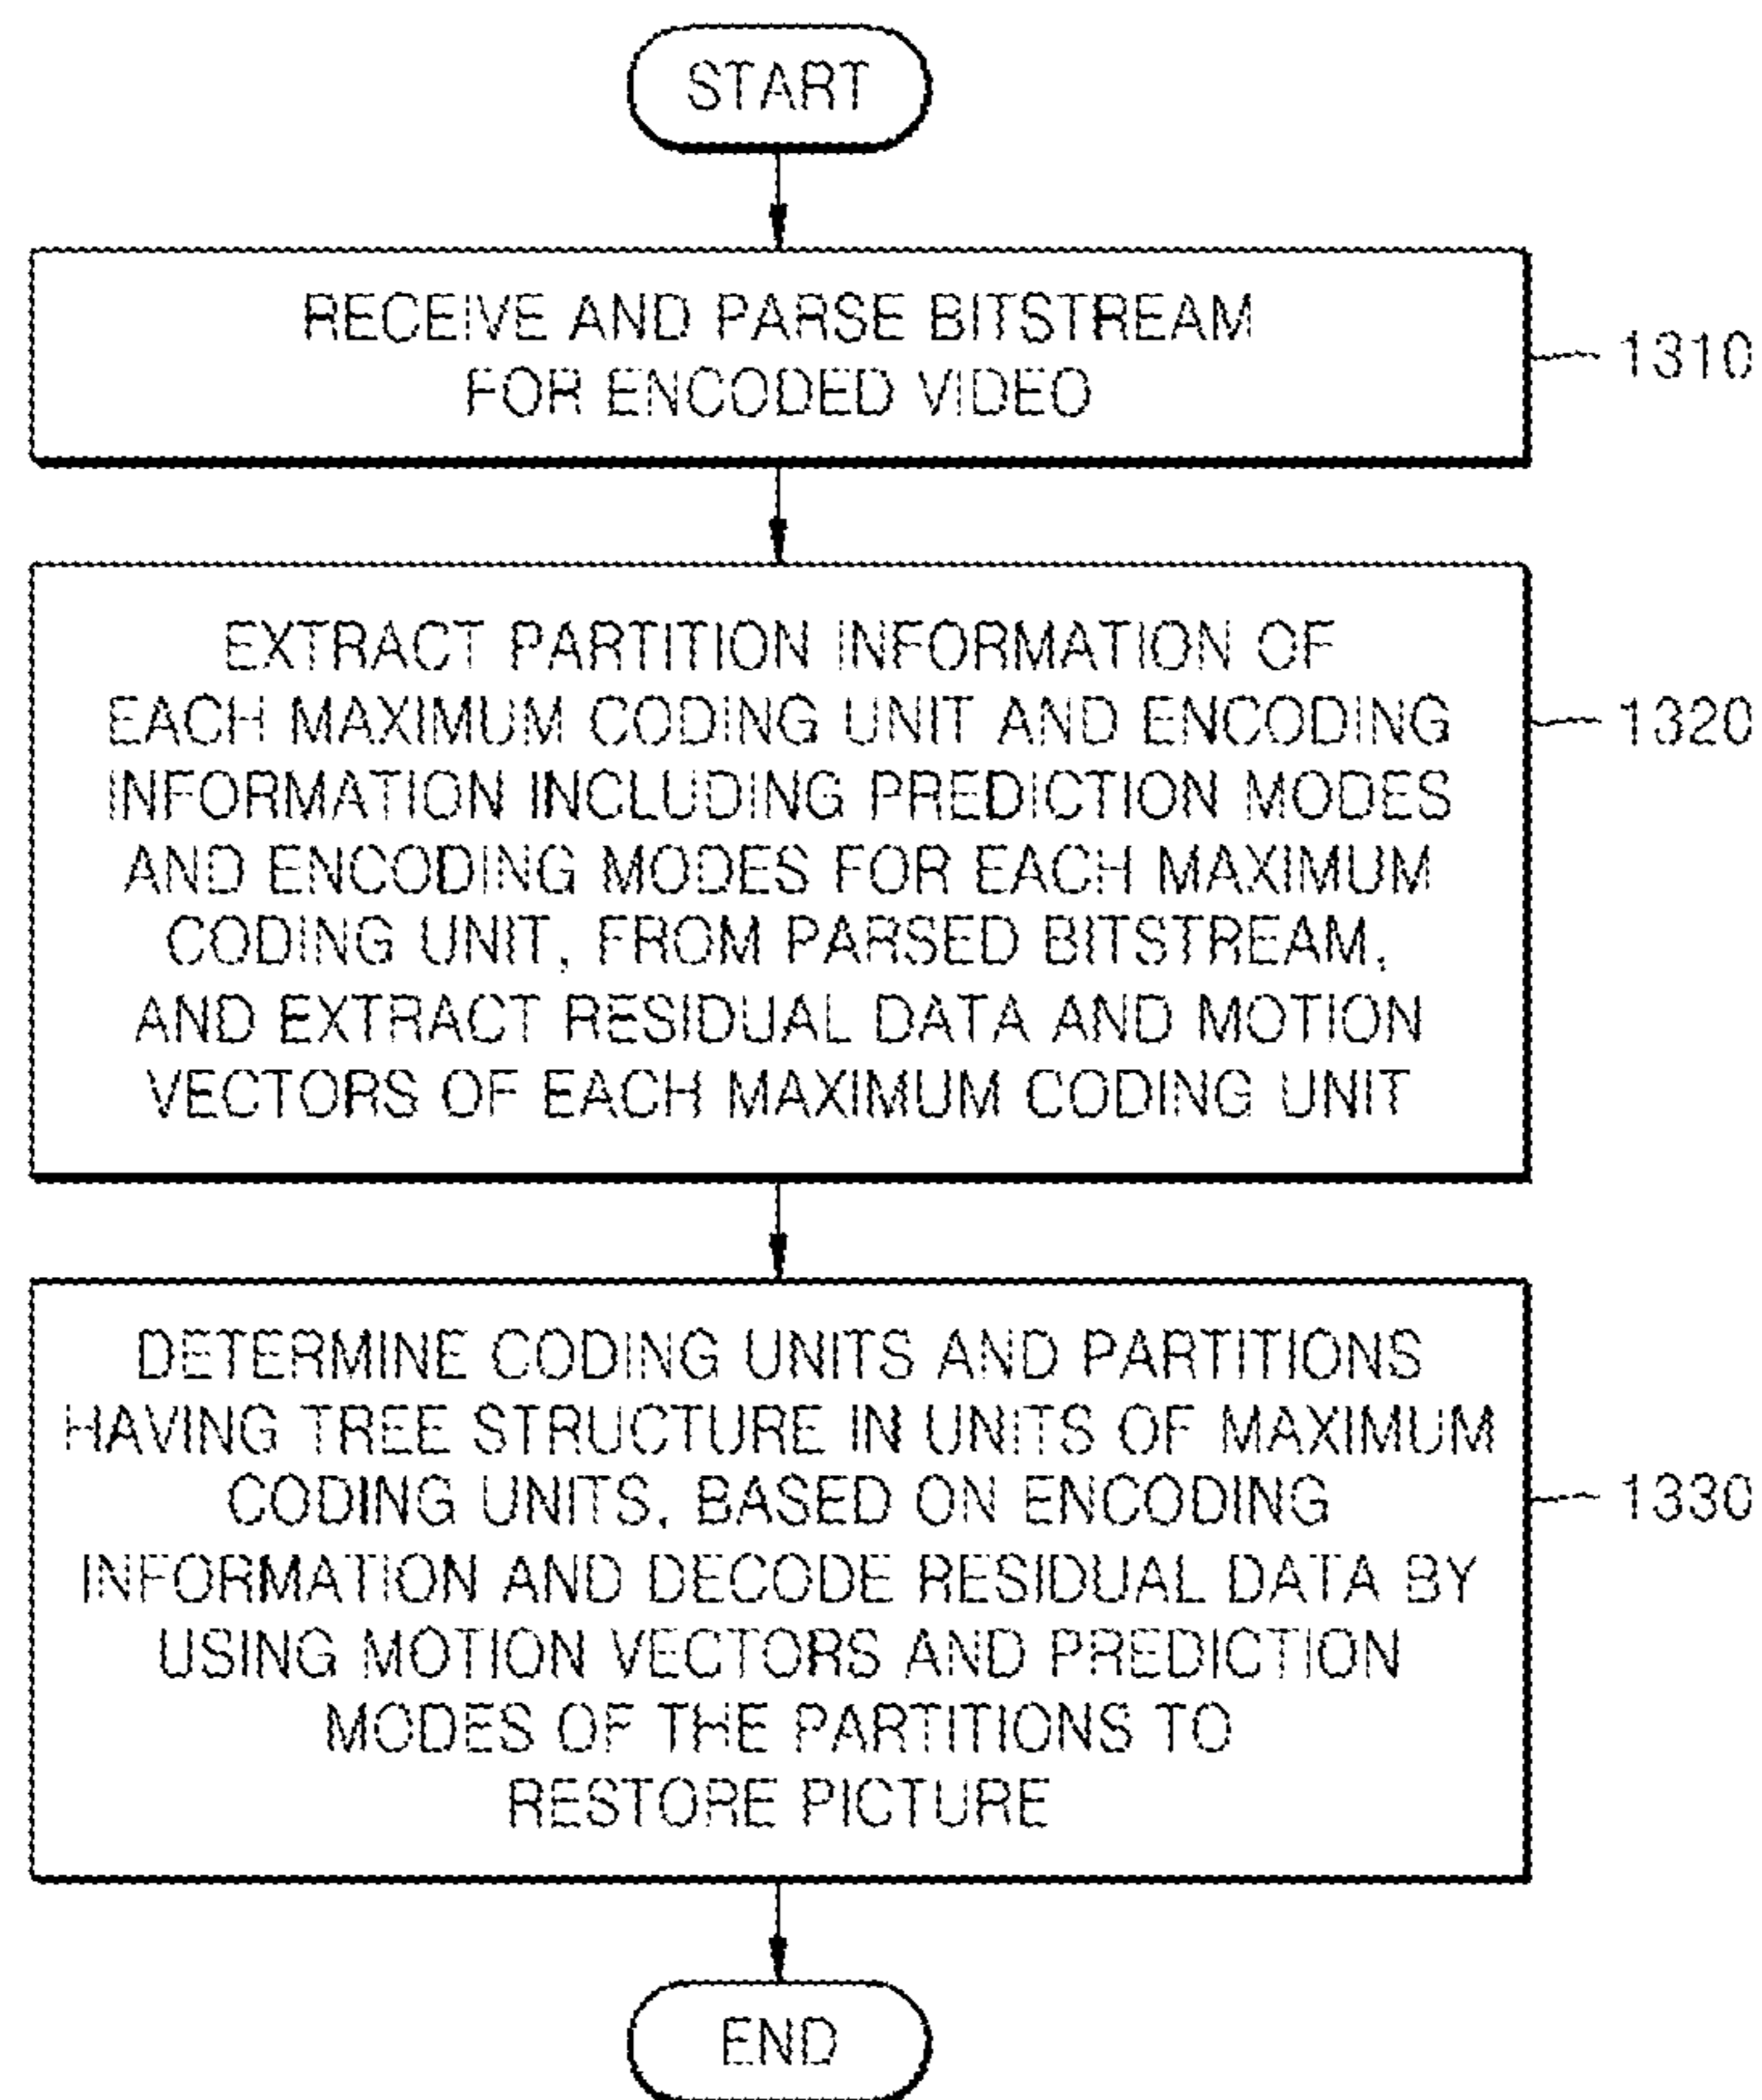 START
RECEIVE AND PARSE BITSTREAM
FOR ENCODED VIDEO
1310
EXTRACT PARTITION INFORMATION OF
EACH MAXIMUM CODING UNIT AND ENCODING
INFORMATION INCLUDING PREDICTION MODES
AND ENCODING MODES FOR EACH MAXIMUM
CODING UNIT, FROM PARSED BITSTREAM,
AND EXTRACT RESIDUAL DATA AND MOTION
VECTORS OF EACH MAXIMUM CODING UNIT
1320
DETERMINE CODING UNITS AND PARTITIONS
HAVING TREE STRUCTURE IN UNITS OF MAXIMUM
CODING UNITS, BASED ON ENCODING
INFORMATION AND DECODE RESIDUAL DATA BY
USING MOTION VECTORS AND PREDICTION
MODES OF THE PARTITIONS TO
RESTORE PICTURE
1330
END